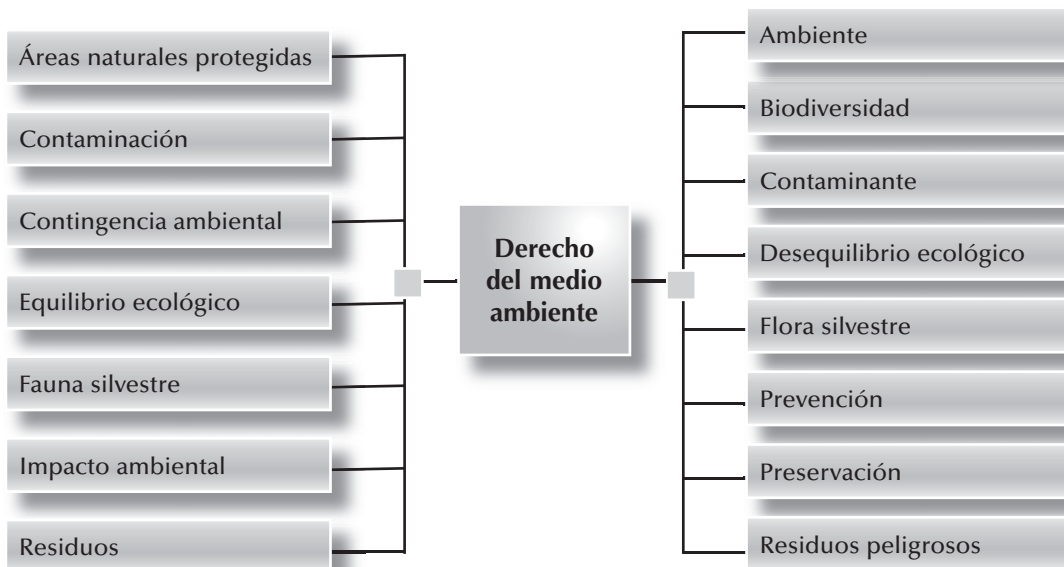 Áreas naturales protegidas
Contaminación
Contingencia ambiental
Equilibrio ecológico
Fauna silvestre
Impacto ambiental
Residuos
Derecho
del medio
ambiente
Ambiente
Biodiversidad
Contaminante
Desequilibrio ecológico
Flora silvestre
Prevención
Preservación
Residuos peligrosos